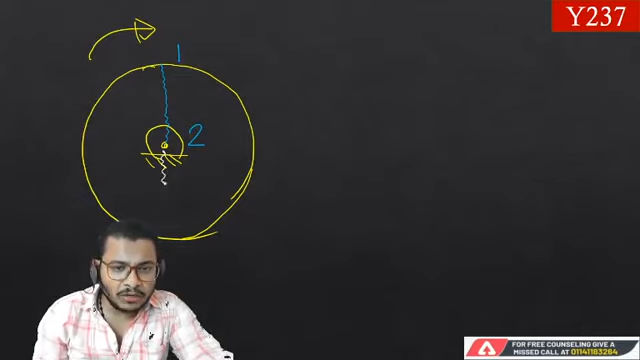 Y237
1
2
FOR FREE COUNSELING GIVE A
MISSED CALL AT 01141183264